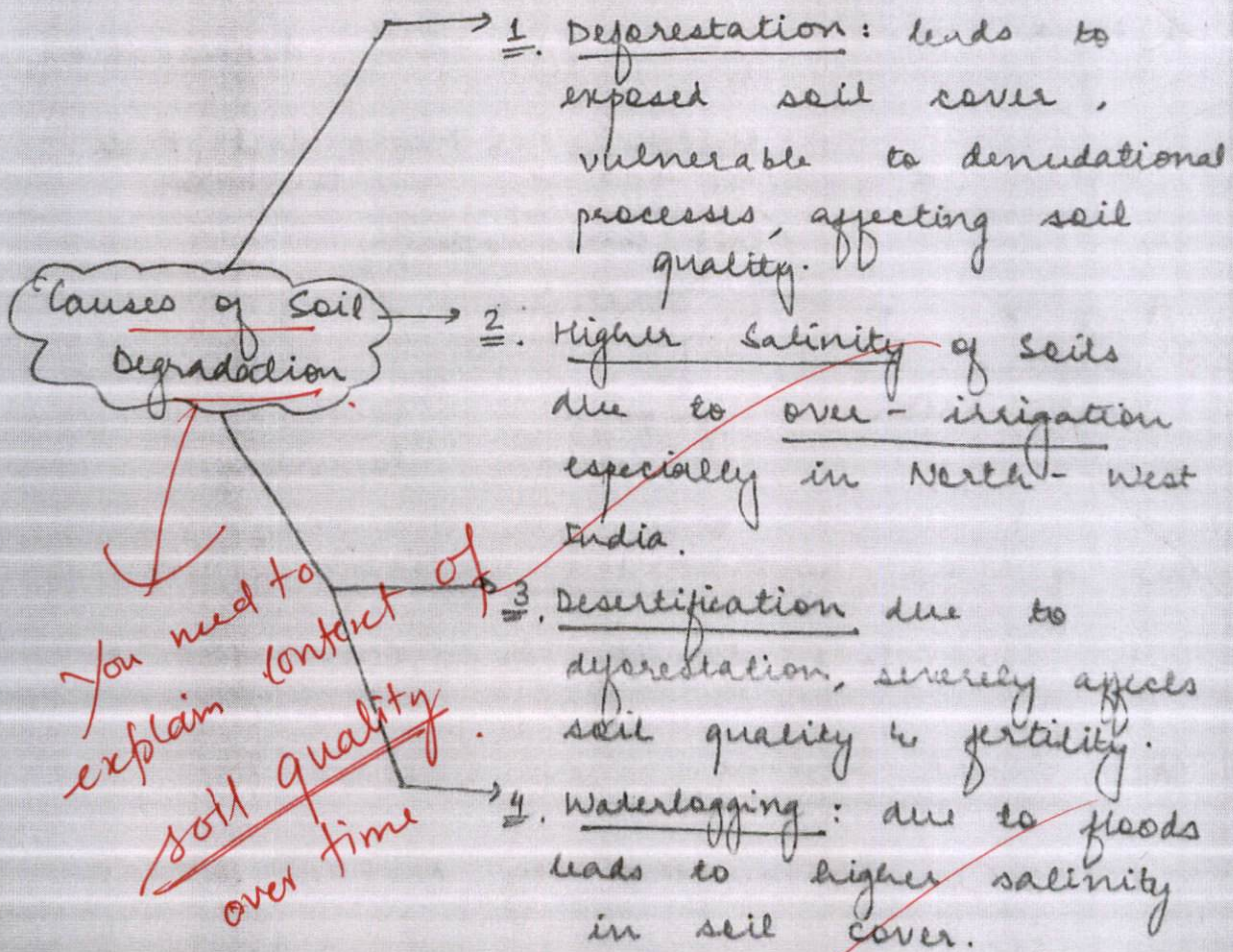 1. Deforestation : leads to
exposed soil cover,
vulnerable to denudational
processes, affecting soil
quality.
Causes of Soil
Degradation
2. Higher Salinity of Soils
due to over-irrigation
especially in North-West
India.
3. Desertification due to
deforestation, severely affects
soil quality & fertility.
4. Waterlogging : due to floods
leads to higher salinity
in soil cover.
You need to
explain context of
soil quality.
over time